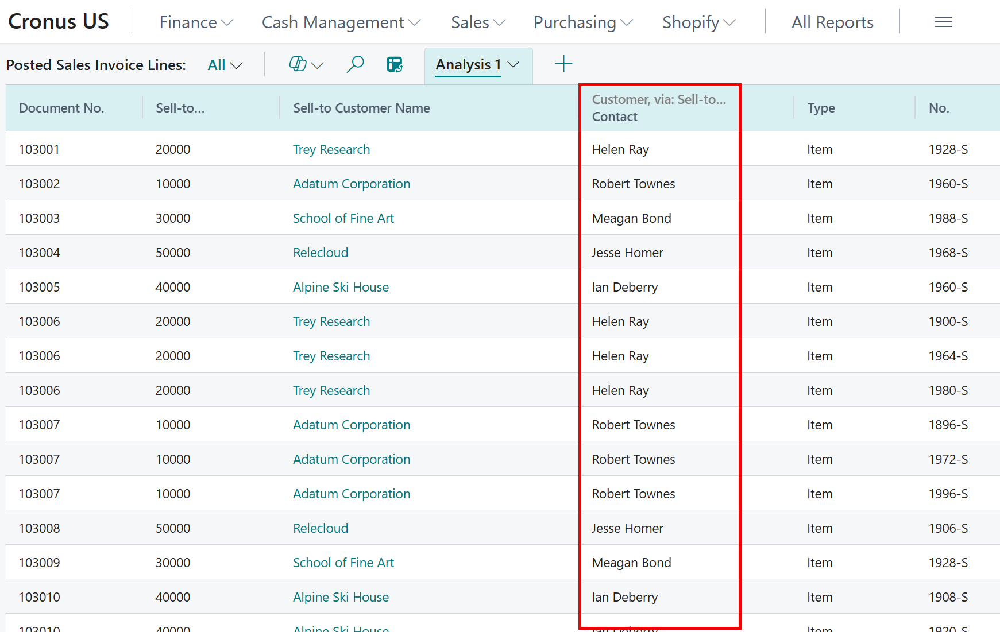 Cronus US Finance Cash Management Sales Purchasing Shopify All Reports
Posted Sales Invoice Lines: All Analysis 1
Document No. Sell-to... Sell-to Customer Name Customer, via: Sell-to... Contact Type No.
103001 20000 Trey Research Helen Ray Item 1928-S
103002 10000 Adatum Corporation Robert Townes Item 1960-S
103003 30000 School of Fine Art Meagan Bond Item 1988-S
103004 50000 Relecloud Jesse Homer Item 1968-S
103005 40000 Alpine Ski House Ian Deberry Item 1960-S
103006 20000 Trey Research Helen Ray Item 1900-S
103006 20000 Trey Research Helen Ray Item 1964-S
103006 20000 Trey Research Helen Ray Item 1980-S
103007 10000 Adatum Corporation Robert Townes Item 1896-S
103007 10000 Adatum Corporation Robert Townes Item 1972-S
103007 10000 Adatum Corporation Robert Townes Item 1996-S
103008 50000 Relecloud Jesse Homer Item 1906-S
103009 30000 School of Fine Art Meagan Bond Item 1928-S
103010 40000 Alpine Ski House Ian Deberry Item 1908-S
103010 40000 Alpine Ski House Ian Deberry Item 1920-S